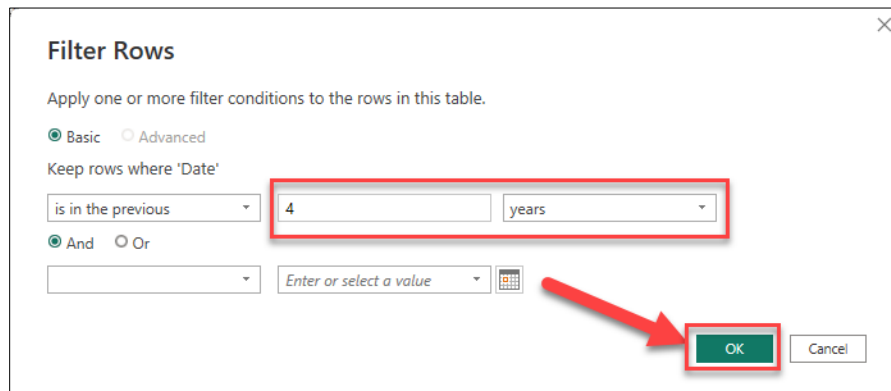 Filter Rows
Apply one or more filter conditions to the rows in this table.
Basic Advanced
Keep rows where 'Date'
is in the previous 4 years
And Or
Enter or select a value
OK Cancel